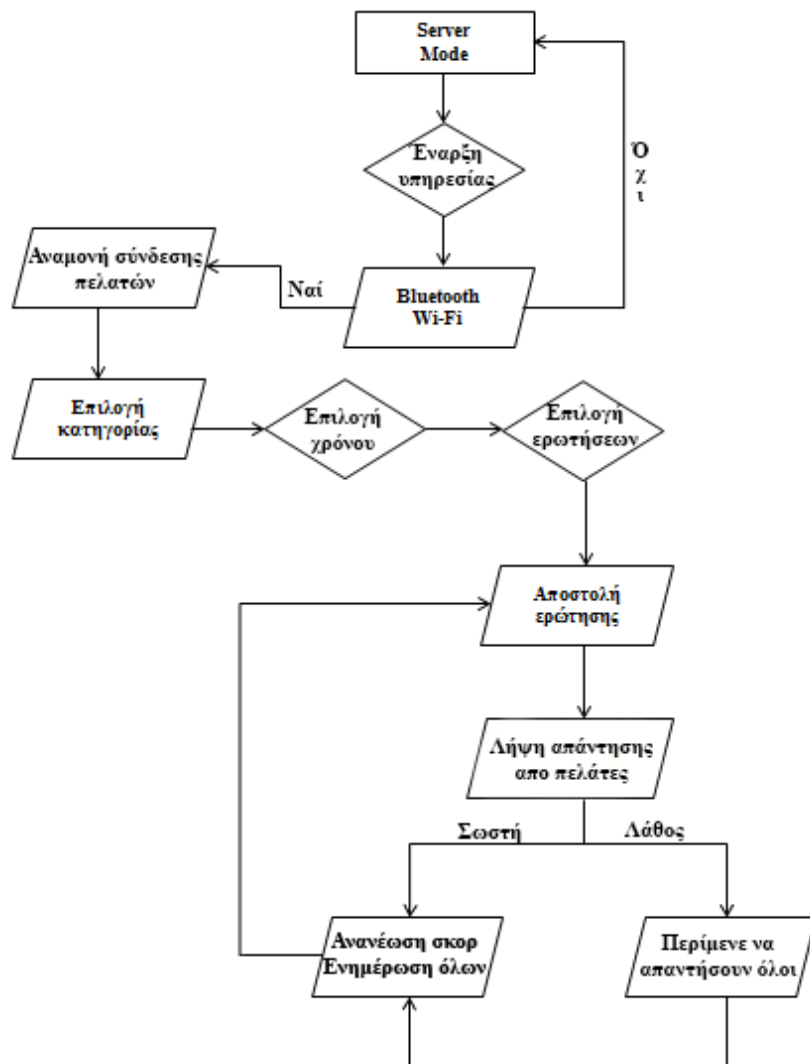 Server
Mode
Έναρξη
υπηρεσίας
Ό
χ
ι
Αναμονή σύνδεσης
πελατών
Ναί
Bluetooth
Wi-Fi
Επιλογή
κατηγορίας
Επιλογή
χρόνου
Επιλογή
ερωτήσεων
Αποστολή
ερώτησης
Λήψη απάντησης
απο πελάτες
Σωστή
Λάθος
Ανανέωση σκορ
Ενημέρωση όλων
Περίμενε να
απαντήσουν όλοι